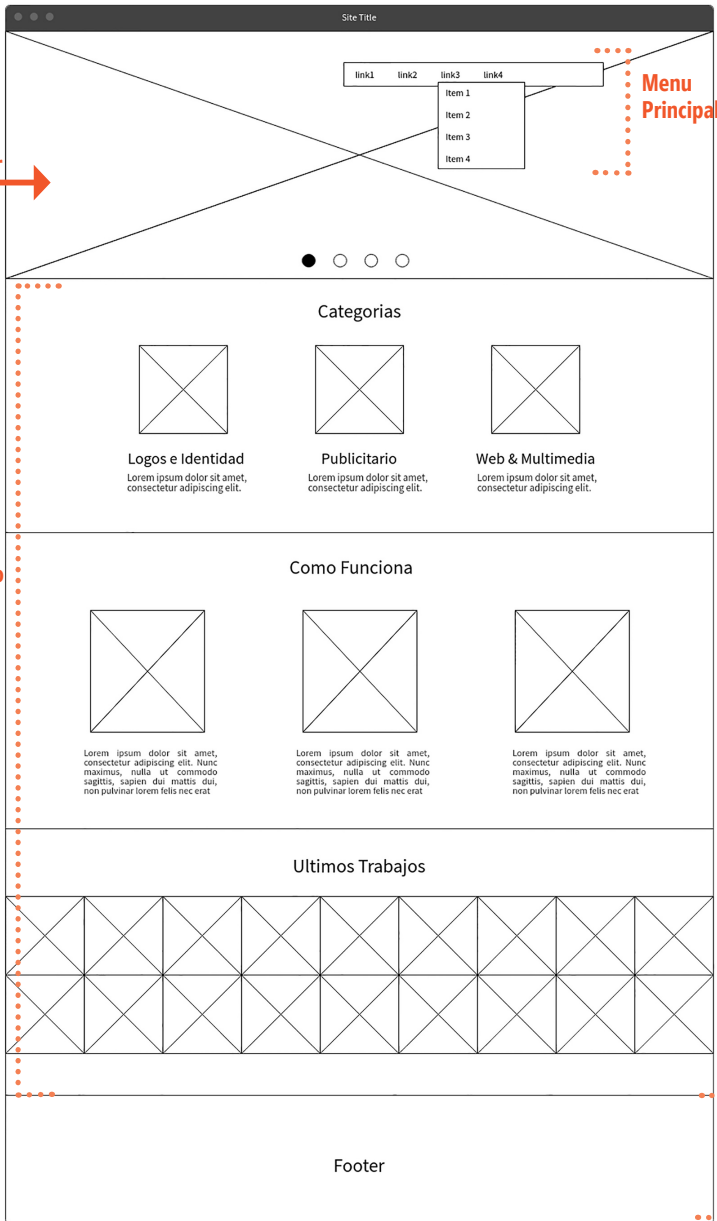 Site Title
link1 link2 link3 link4
Item 1
Item 2
Item 3
Item 4
Menu
Principal
Categorias
Logos e Identidad
Lorem ipsum dolor sit amet,
consectetur adipiscing elit.
Publicitario
Lorem ipsum dolor sit amet,
consectetur adipiscing elit.
Web & Multimedia
Lorem ipsum dolor sit amet,
consectetur adipiscing elit.
Como Funciona
Lorem ipsum dolor sit amet,
consectetur adipiscing elit. Nunc
maximus, nulla ut commodo
sagittis, sapien dui mattis dui,
non pulvinar lorem felis nec erat
Lorem ipsum dolor sit amet,
consectetur adipiscing elit. Nunc
maximus, nulla ut commodo
sagittis, sapien dui mattis dui,
non pulvinar lorem felis nec erat
Lorem ipsum dolor sit amet,
consectetur adipiscing elit. Nunc
maximus, nulla ut commodo
sagittis, sapien dui mattis dui,
non pulvinar lorem felis nec erat
Ultimos Trabajos
Footer